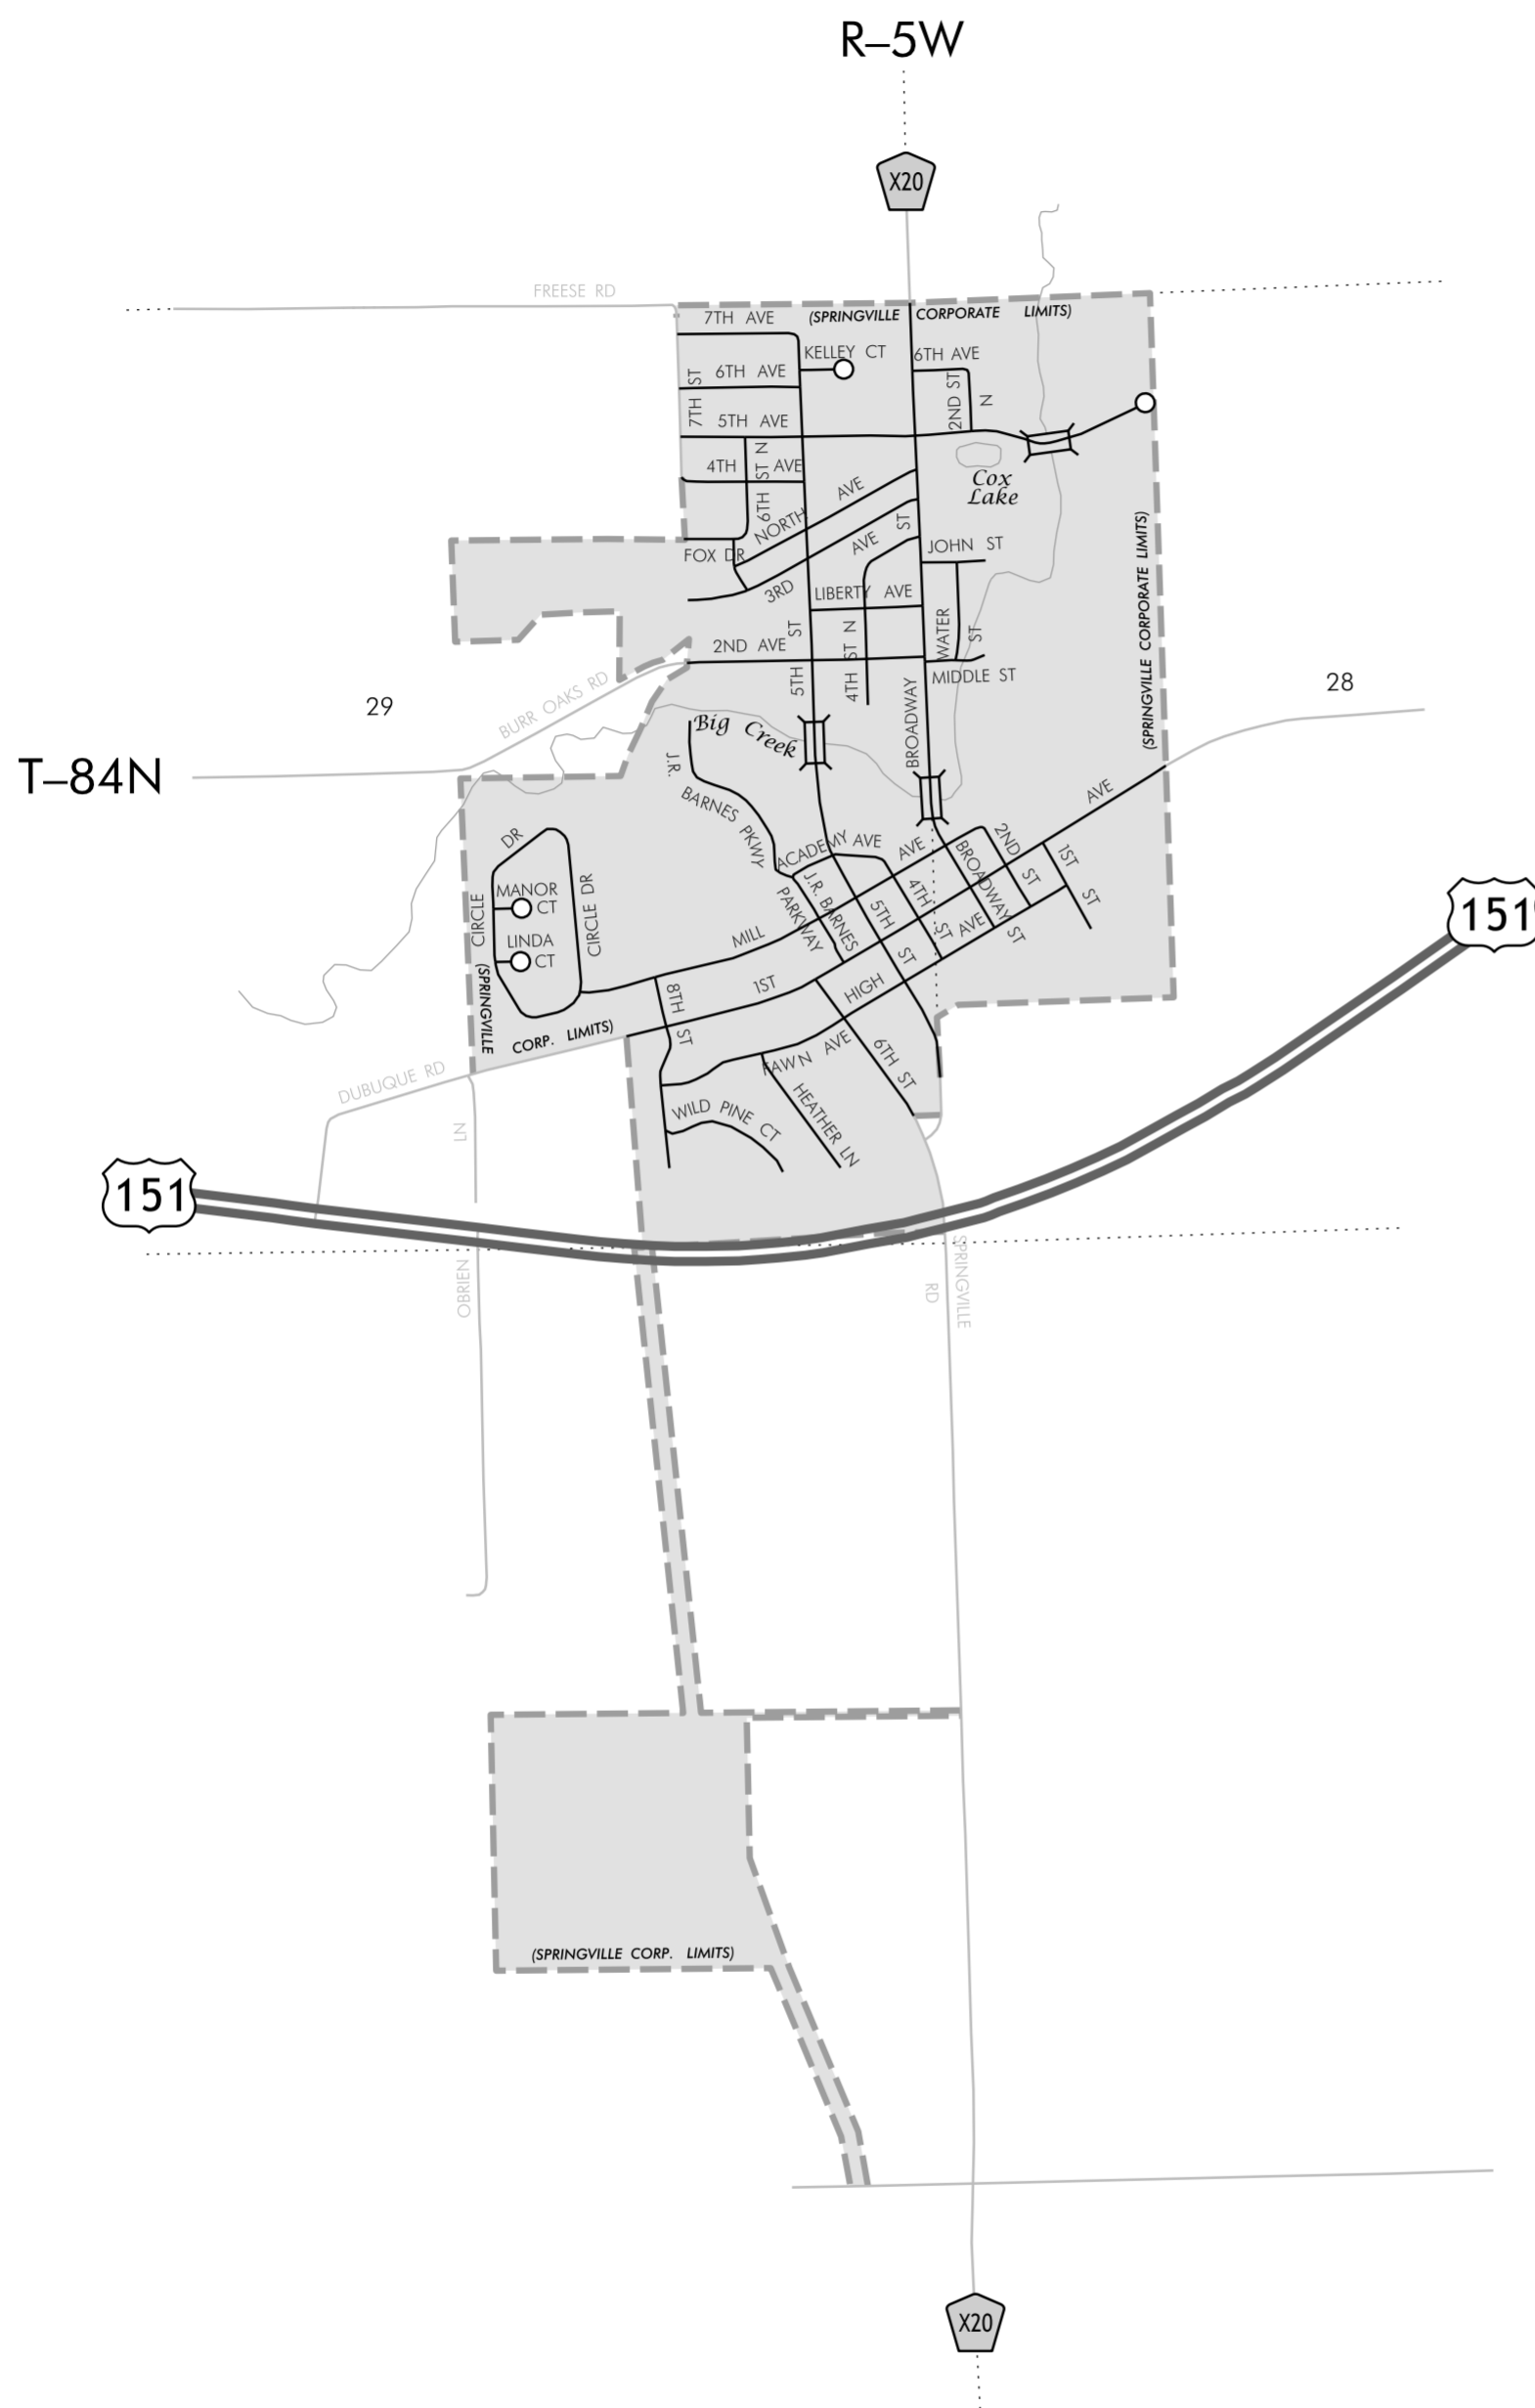 R–5W
X20
FREESE RD
7TH AVE
(SPRINGVILLE CORPORATE LIMITS)
KELLEY CT
6TH AVE
6TH AVE
7TH ST
2ND ST N
5TH AVE
4TH AVE
6TH ST N
Cox
Lake
NORTH AVE
FOX DR
3RD AVE
JOHN ST
LIBERTY AVE
WATER ST
(SPRINGVILLE CORPORATE LIMITS)
2ND AVE
5TH ST
4TH ST N
MIDDLE ST
BROADWAY ST
BURR OAKS RD
29
28
T–84N
Big Creek
J.R. BARNES PKWY
ACADEMY AVE
AVE
AVE
2ND ST
1ST ST
BROADWAY ST
CIRCLE DR
MANOR
CT
LINDA
CT
CIRCLE DR
J.R. BARNES
PARKWAY
5TH ST
4TH ST
MILL
1ST
HIGH AVE
151
8TH ST
(SPRINGVILLE CORP. LIMITS)
DUBUQUE RD
FAWN AVE
6TH ST
HEATHER LN
WILD PINE CT
151
OBRIEN LN
SPRINGVILLE RD
(SPRINGVILLE CORP. LIMITS)
X20